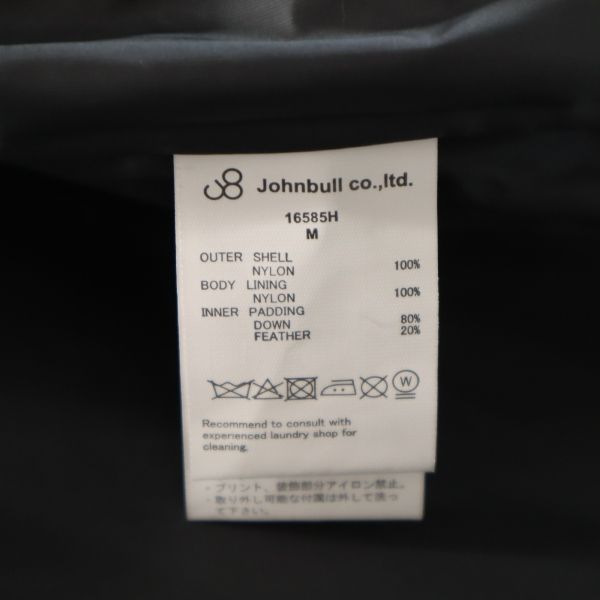 Johnbull co.,ltd.
16585H
M
OUTER SHELL
NYLON 100%
BODY LINING
NYLON 100%
INNER PADDING
DOWN 80%
FEATHER 20%
W
Recommend to consult with
experienced laundry shop for
cleaning.
・プリント、装飾部分アイロン禁止。
・取り外し可能な付属は外して洗っ
て下さい。